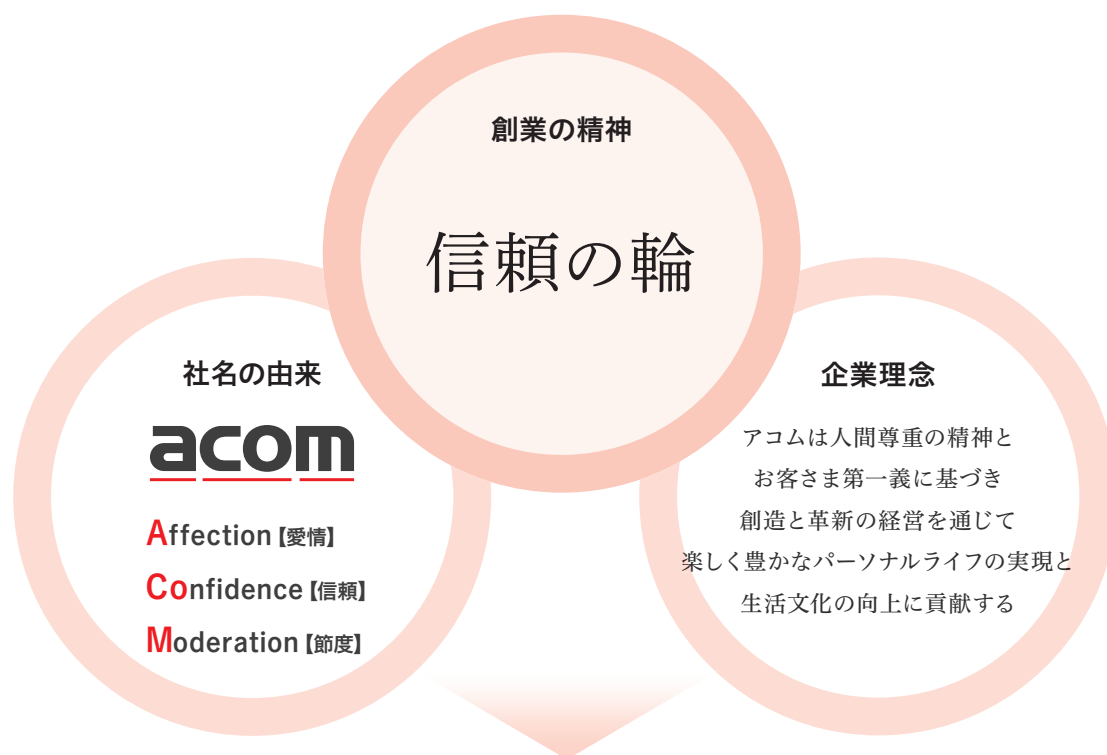 創業の精神
信頼の輪
社名の由来
acom
Affection【愛情】
Confidence【信頼】
Moderation【節度】
企業理念
アコムは人間尊重の精神と
お客さま第一義に基づき
創造と革新の経営を通じて
楽しく豊かなパーソナルライフの実現と
生活文化の向上に貢献する